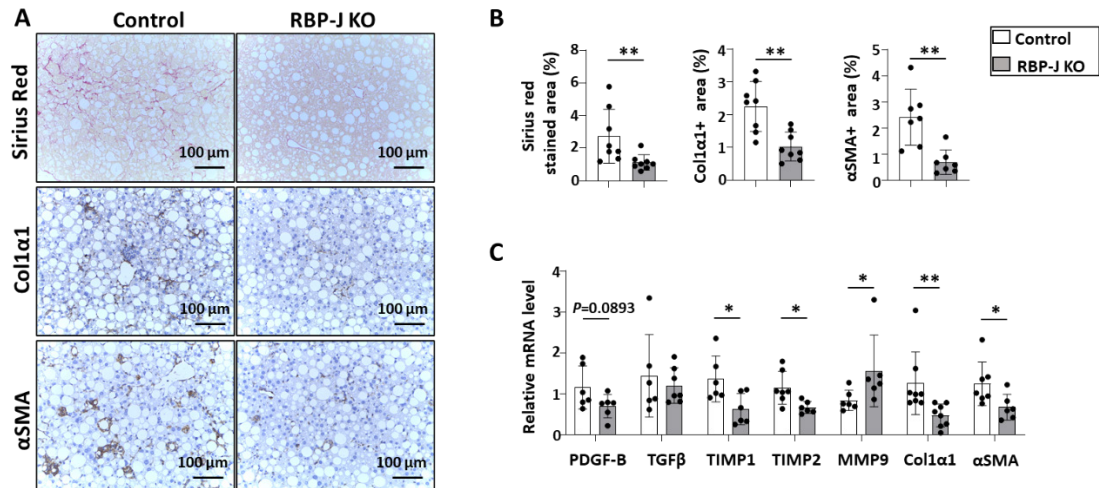 A
Control
RBP-J KO
Sirius Red
100 μm
100 μm
Col1α1
100 μm
100 μm
αSMA
100 μm
100 μm
B
Sirius red
stained area (%)
8
6
4
2
0
**
Col1α1+ area (%)
4
3
2
1
0
**
αSMA+ area (%)
5
4
3
2
1
0
**
Control
RBP-J KO
C
Relative mRNA level
4
3
2
1
0
P=0.0893
*
*
*
**
*
PDGF-B
TGFβ
TIMP1
TIMP2
MMP9
Col1α1
αSMA